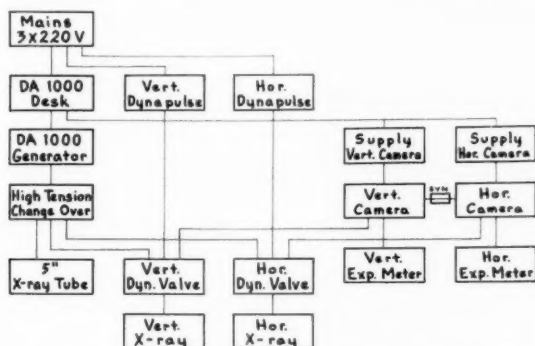 Mains
3x220 V
DA 1000
Desk
Vert.
Dynapulse
Hor.
Dynapulse
DA 1000
Generator
Supply
Vert. Camera
Supply
Hor. Camera
High Tension
Change Over
Vert.
Camera
SYN
Hor.
Camera
5"
X-ray Tube
Vert.
Dyn. Valve
Hor.
Dyn. Valve
Vert.
Exp. Meter
Hor.
Exp. Meter
Vert.
X-ray
Hor.
X-ray